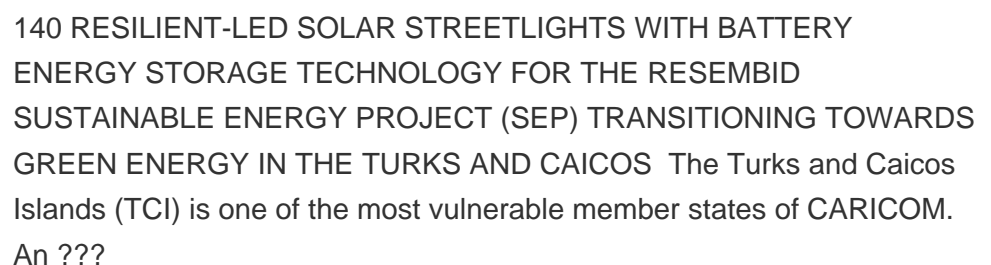 140 RESILIENT-LED SOLAR STREETLIGHTS WITH BATTERY
ENERGY STORAGE TECHNOLOGY FOR THE RESEMBID
SUSTAINABLE ENERGY PROJECT (SEP) TRANSITIONING TOWARDS
GREEN ENERGY IN THE TURKS AND CAICOS  The Turks and Caicos
Islands (TCI) is one of the most vulnerable member states of CARICOM.
An ???